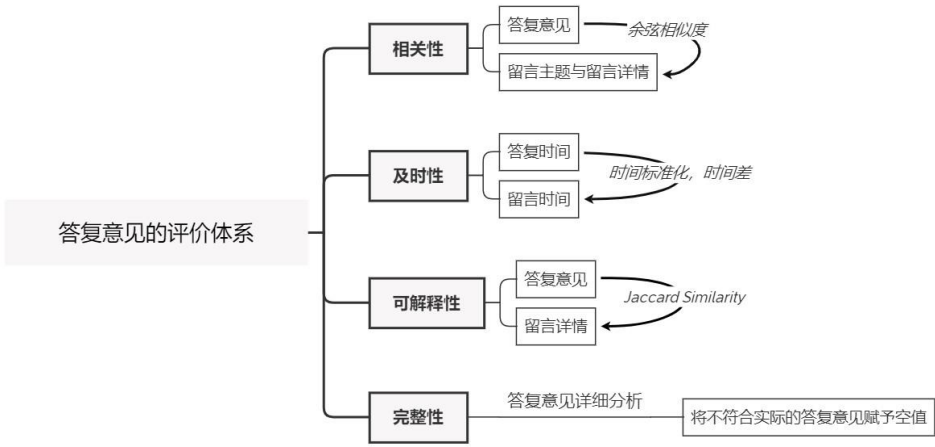 答复意见的评价体系
相关性
答复意见
留言主题与留言详情
余弦相似度
及时性
答复时间
留言时间
时间标准化，时间差
可解释性
答复意见
留言详情
Jaccard Similarity
完整性
答复意见详细分析
将不符合实际的答复意见赋予空值